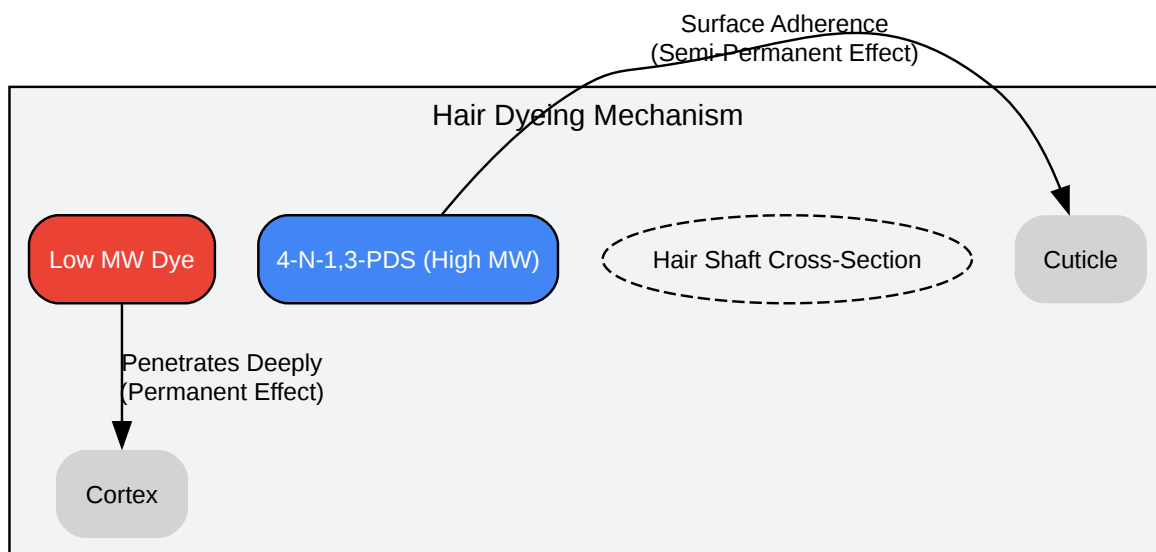 Surface Adherence
(Semi-Permanent Effect)
Hair Dyeing Mechanism
Low MW Dye
4-N-1,3-PDS (High MW)
Hair Shaft Cross-Section
Cuticle
Penetrates Deeply
(Permanent Effect)
Cortex